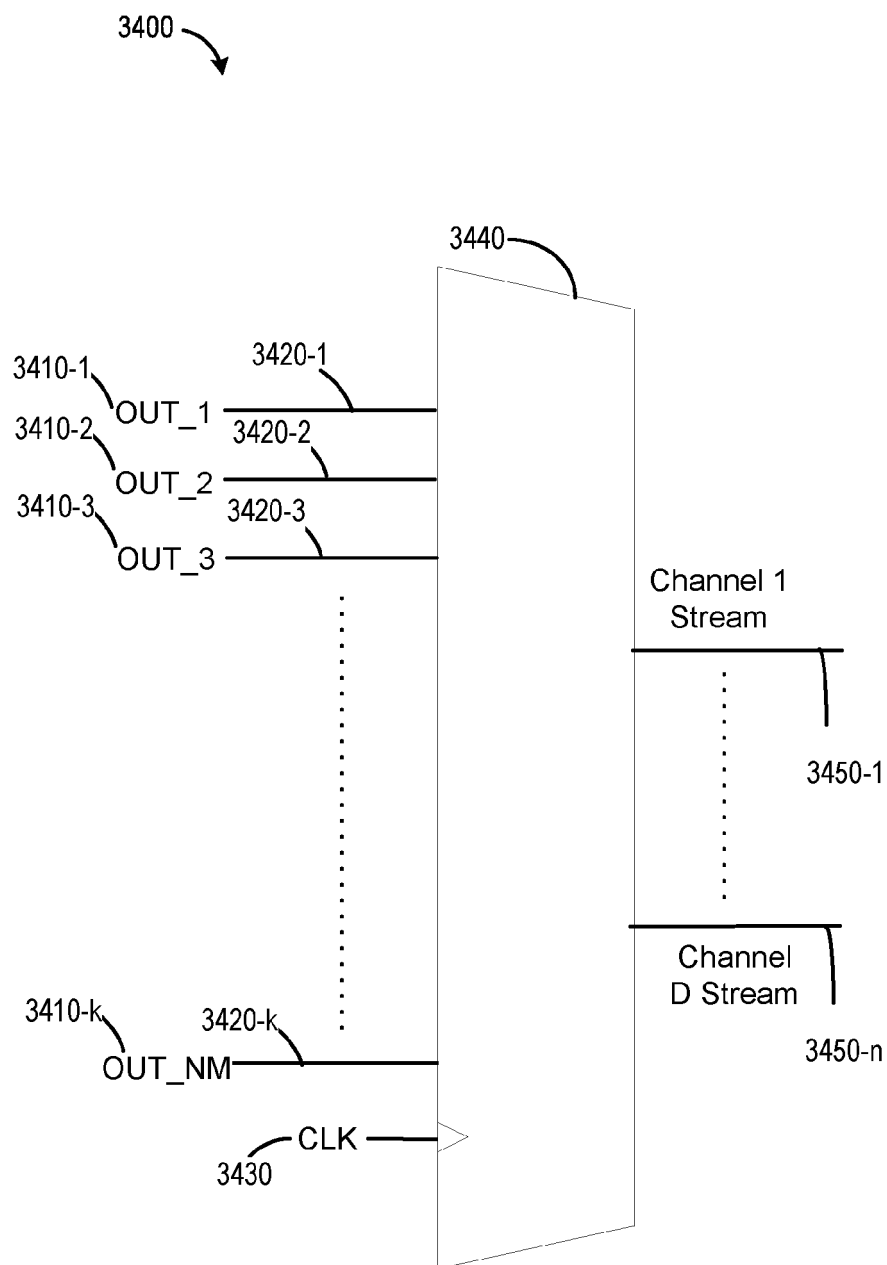 3400
3440
3410-1
3420-1
OUT_1
3410-2
3420-2
OUT_2
3410-3
3420-3
OUT_3
Channel 1
Stream
3450-1
Channel
D Stream
3450-n
3410-k
3420-k
OUT_NM
CLK
3430